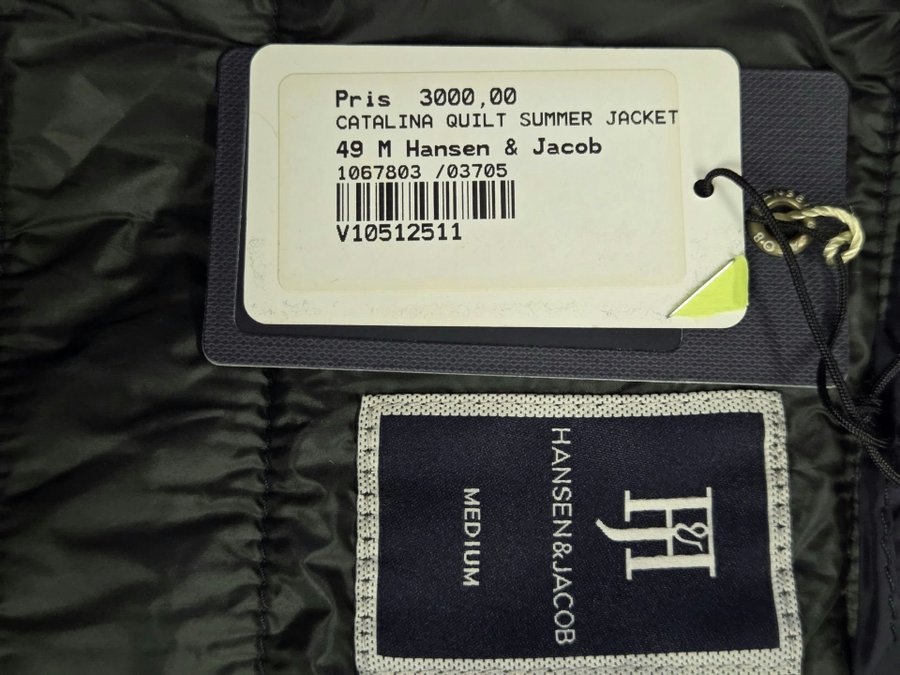 Pris 3000,00
CATALINA QUILT SUMMER JACKET
49 M Hansen & Jacob
1067803 /03705
V10512511
H&H
HANSEN&JACOB
MEDIUM